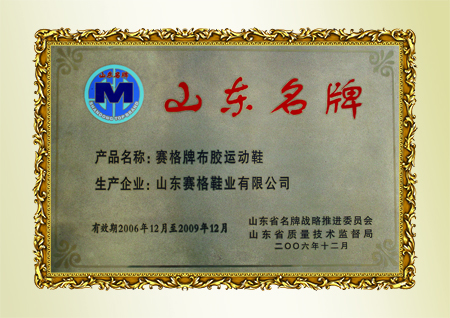 山东名牌
M
山东名牌
产品名称：赛格牌布胶运动鞋
生产企业：山东赛格鞋业有限公司
有效期2006年12月至2009年12月
山东省名牌战略推进委员会
山东省质量技术监督局
二〇〇六年十二月